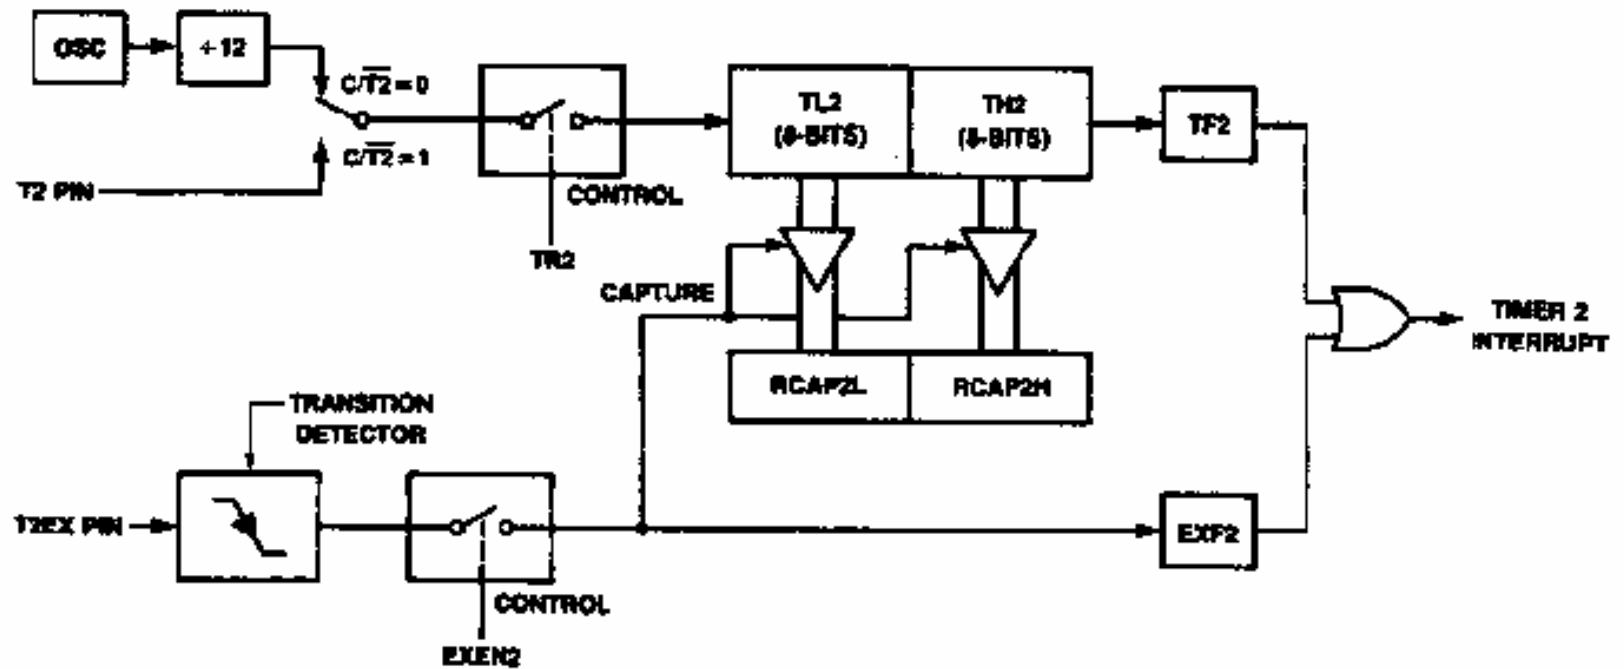 OSC
÷12
C/T2̅ = 0
C/T2̅ = 1
T2 PIN
CONTROL
TR2
TL2
(8-BITS)
TH2
(8-BITS)
TF2
CAPTURE
RCAP2L
RCAP2H
TIMER 2
INTERRUPT
TRANSITION
DETECTOR
T2EX PIN
CONTROL
EXEN2
EXF2